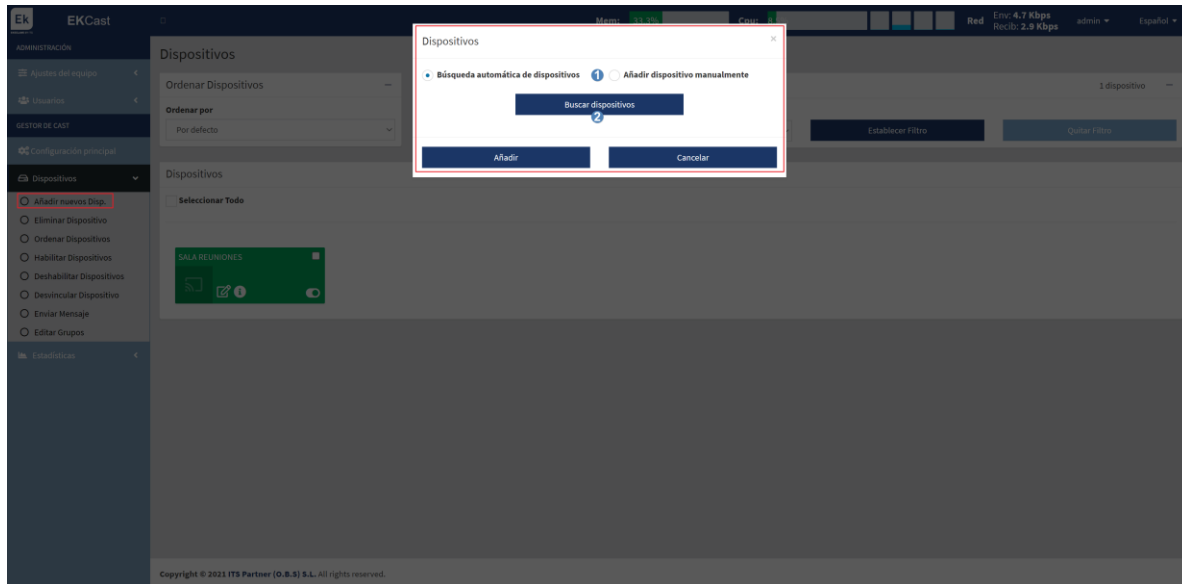 Ek EKCast
Mem: 33.3% Cpu: 8. Red Env: 4.7 Kbps admin Español
Recib: 2.9 Kbps
ADMINISTRACIÓN
Ajustes del equipo
Usuarios
GESTOR DE CAST
Configuración principal
Dispositivos
Añadir nuevos Disp.
Eliminar Dispositivo
Ordenar Dispositivos
Habilitar Dispositivos
Deshabilitar Dispositivos
Desvincular Dispositivo
Enviar Mensaje
Editar Grupos
Estadísticas
Dispositivos
Ordenar Dispositivos
Ordenar por
Por defecto
1 dispositivo
Establecer Filtro Quitar Filtro
Dispositivos ×
Búsqueda automática de dispositivos 1 Añadir dispositivo manualmente
Buscar dispositivos
2
Añadir Cancelar
Dispositivos
Seleccionar Todo
SALA REUNIONES
Copyright © 2021 ITS Partner (O.B.S) S.L. All rights reserved.